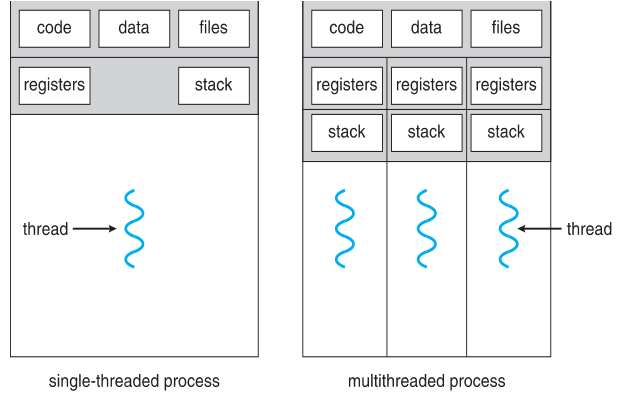 code data files
registers stack
thread
single-threaded process
code data files
registers registers registers
stack stack stack
thread
multithreaded process